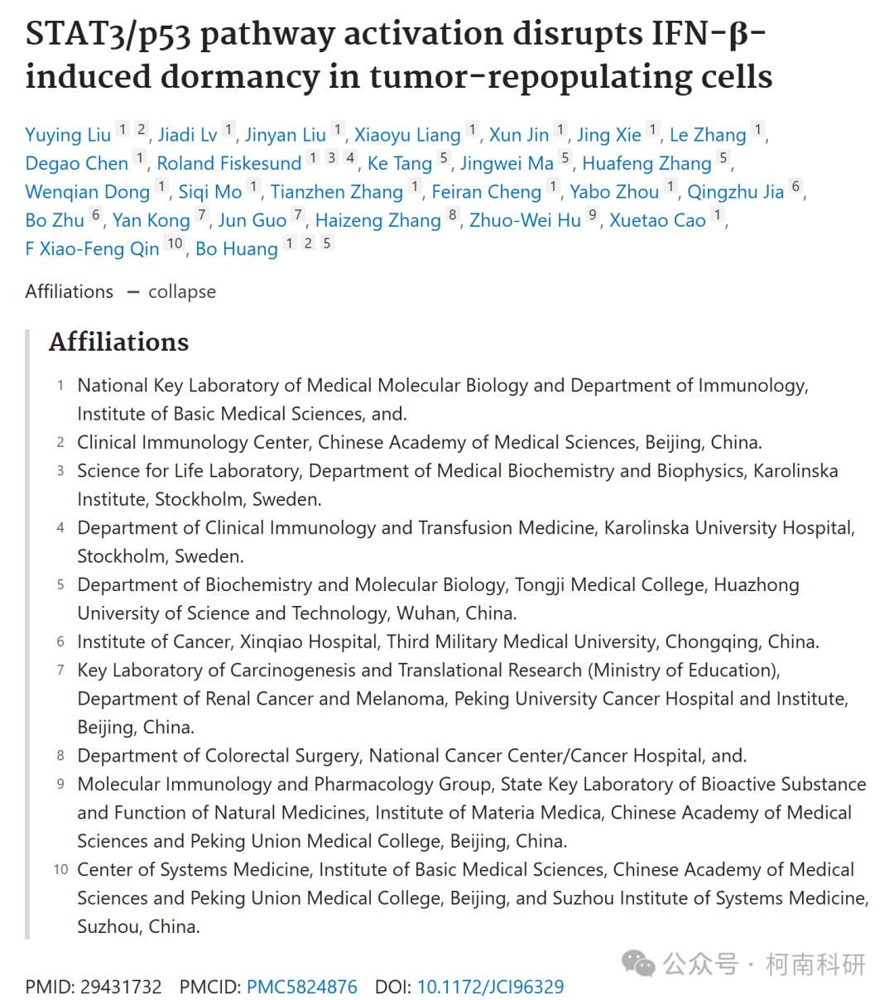 STAT3/p53 pathway activation disrupts IFN-β-
induced dormancy in tumor-repopulating cells
Yuying Liu 1 2, Jiadi Lv 1, Jinyan Liu 1, Xiaoyu Liang 1, Xun Jin 1, Jing Xie 1, Le Zhang 1,
Degao Chen 1, Roland Fiskesund 1 3 4, Ke Tang 5, Jingwei Ma 5, Huafeng Zhang 5,
Wenqian Dong 1, Siqi Mo 1, Tianzhen Zhang 1, Feiran Cheng 1, Yabo Zhou 1, Qingzhu Jia 6,
Bo Zhu 6, Yan Kong 7, Jun Guo 7, Haizeng Zhang 8, Zhuo-Wei Hu 9, Xuetao Cao 1,
F Xiao-Feng Qin 10, Bo Huang 1 2 5
Affiliations − collapse
Affiliations
1 National Key Laboratory of Medical Molecular Biology and Department of Immunology,
Institute of Basic Medical Sciences, and.
2 Clinical Immunology Center, Chinese Academy of Medical Sciences, Beijing, China.
3 Science for Life Laboratory, Department of Medical Biochemistry and Biophysics, Karolinska
Institute, Stockholm, Sweden.
4 Department of Clinical Immunology and Transfusion Medicine, Karolinska University Hospital,
Stockholm, Sweden.
5 Department of Biochemistry and Molecular Biology, Tongji Medical College, Huazhong
University of Science and Technology, Wuhan, China.
6 Institute of Cancer, Xinqiao Hospital, Third Military Medical University, Chongqing, China.
7 Key Laboratory of Carcinogenesis and Translational Research (Ministry of Education),
Department of Renal Cancer and Melanoma, Peking University Cancer Hospital and Institute,
Beijing, China.
8 Department of Colorectal Surgery, National Cancer Center/Cancer Hospital, and.
9 Molecular Immunology and Pharmacology Group, State Key Laboratory of Bioactive Substance
and Function of Natural Medicines, Institute of Materia Medica, Chinese Academy of Medical
Sciences and Peking Union Medical College, Beijing, China.
10 Center of Systems Medicine, Institute of Basic Medical Sciences, Chinese Academy of Medical
Sciences and Peking Union Medical College, Beijing, and Suzhou Institute of Systems Medicine,
Suzhou, China.
公众号 · 柯南科研
PMID: 29431732 PMCID: PMC5824876 DOI: 10.1172/JCI96329